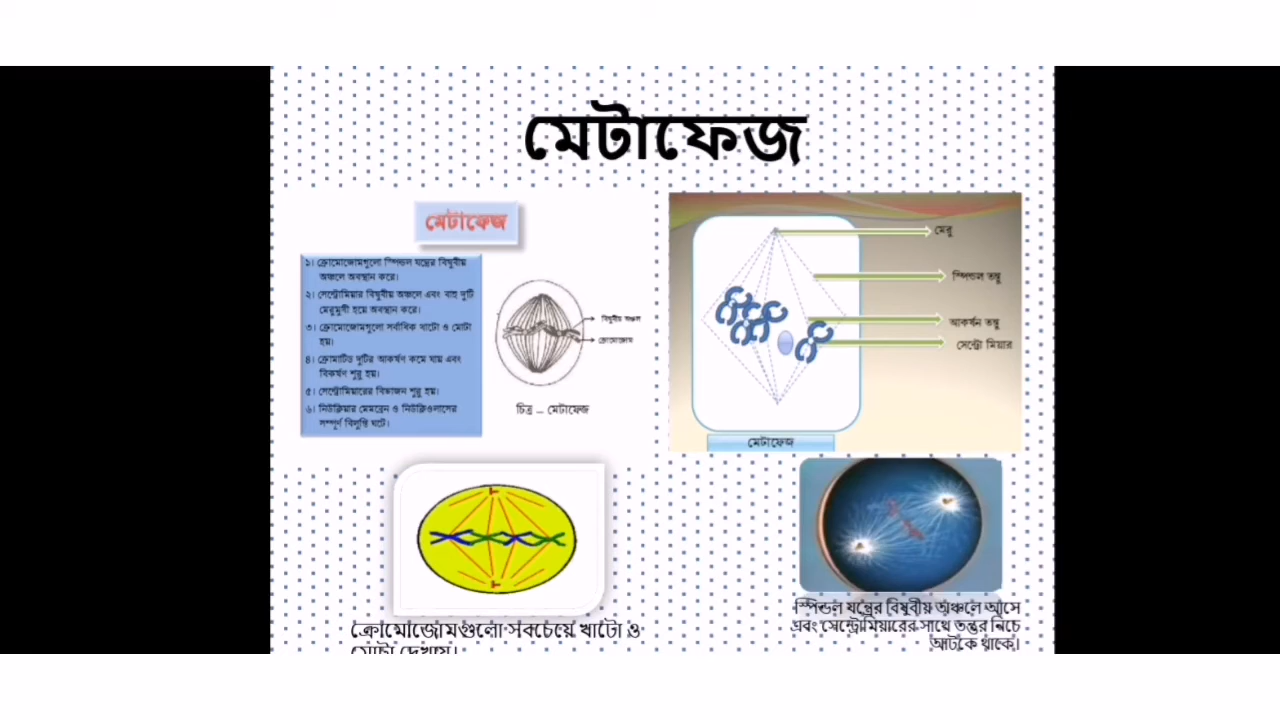 মেটাফেজ
মেটাফেজ
১। ক্রোমোজোমগুলো স্পিন্ডল যন্ত্রের বিষুবীয়
অঞ্চলে অবস্থান করে।
২। সেন্ট্রোমিয়ার বিষুবীয় অঞ্চলে এবং বাহু দুটি
মেরুমুখী হয়ে অবস্থান করে।
৩। ক্রোমোজোমগুলো সর্বাধিক খাটো ও মোটা
হয়।
৪। ক্রোমাটিড দুটির আকর্ষণ কমে যায় এবং
বিকর্ষণ শুরু হয়।
৫। সেন্ট্রোমিয়ারের বিভাজন শুরু হয়।
৬। নিউক্লিয়ার মেমব্রেন ও নিউক্লিওলাসের
সম্পূর্ণ বিলুপ্তি ঘটে।
বিষুবীয় অঞ্চল
ক্রোমোজোম
চিত্র – মেটাফেজ
মেরু
স্পিন্ডল তন্তু
আকর্ষন তন্তু
সেন্ট্রো মিয়ার
মেটাফেজ
ক্রোমোজোমগুলো সবচেয়ে খাটো ও
মোটা দেখায়।
স্পিন্ডল যন্ত্রের বিষুবীয় অঞ্চলে আসে
এবং সেন্ট্রোমিয়ারের সাথে তন্তুর নিচে
আটকে থাকে।